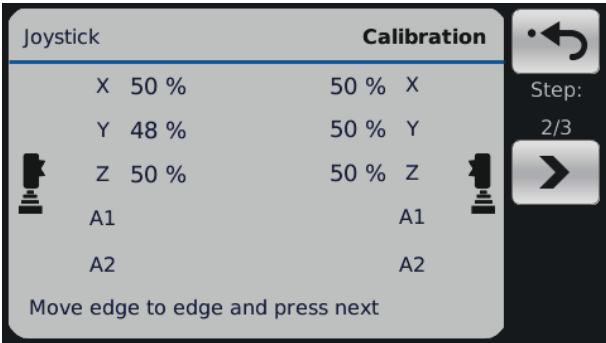 Joystick Calibration
X 50 % 50 % X
Step:
Y 48 % 50 % Y
2/3
Z 50 % 50 % Z
A1 A1
A2 A2
Move edge to edge and press next